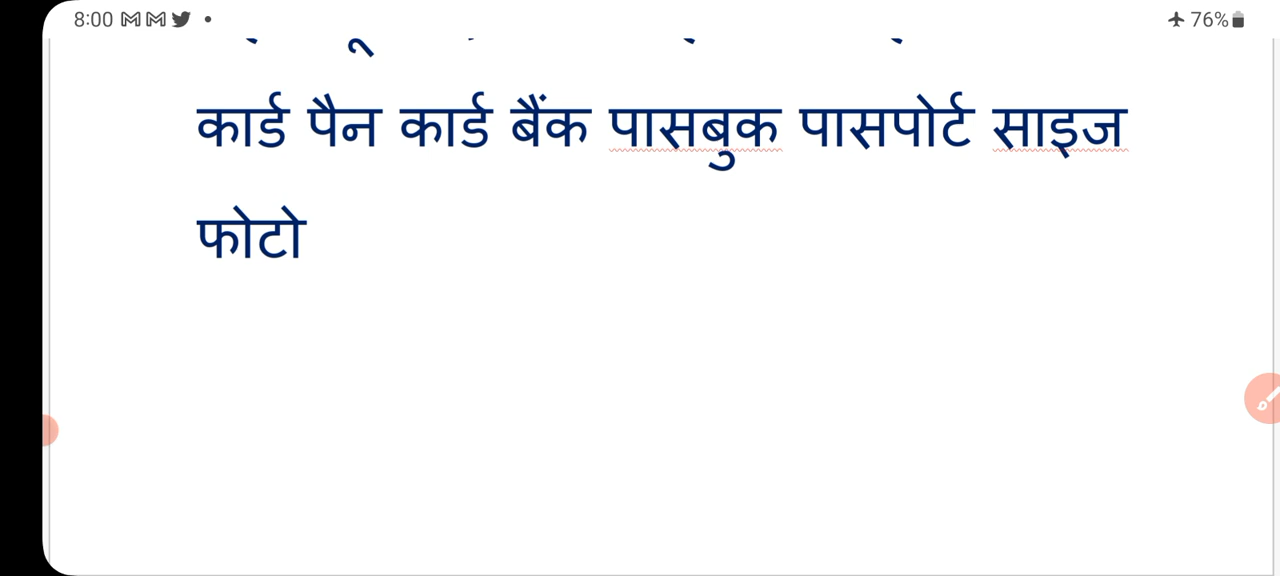 8:00 76%
कार्ड पैन कार्ड बैंक पासबुक पासपोर्ट साइज
फोटो